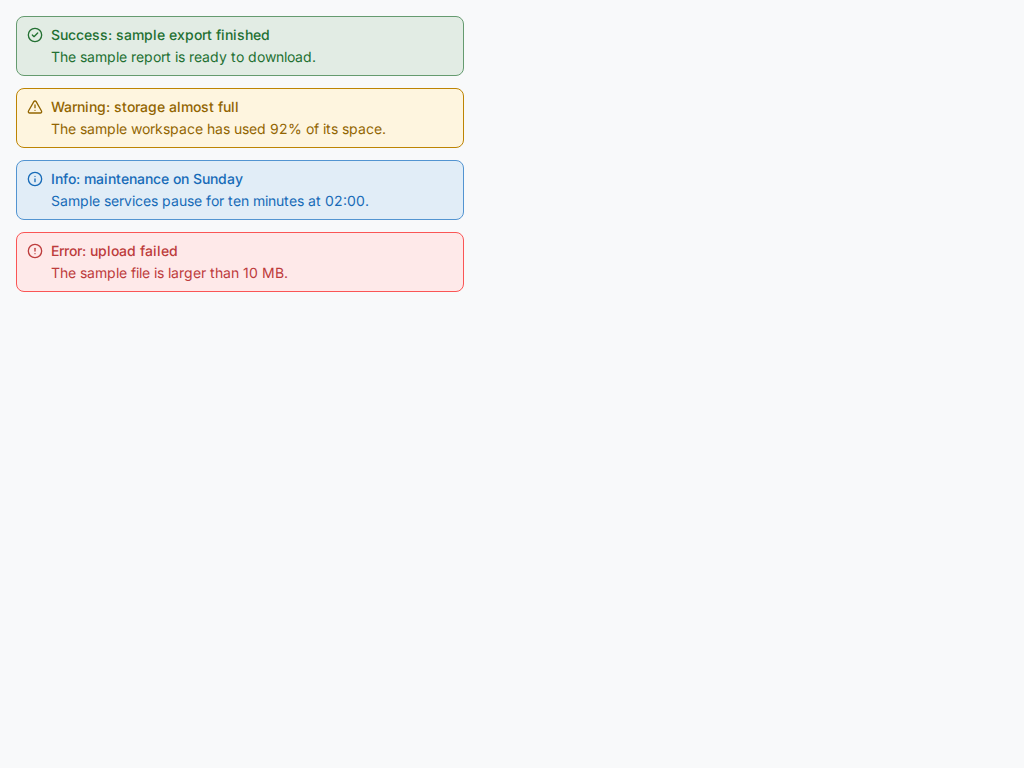 Success: sample export finished
The sample report is ready to download.
Warning: storage almost full
The sample workspace has used 92% of its space.
Info: maintenance on Sunday
Sample services pause for ten minutes at 02:00.
Error: upload failed
The sample file is larger than 10 MB.